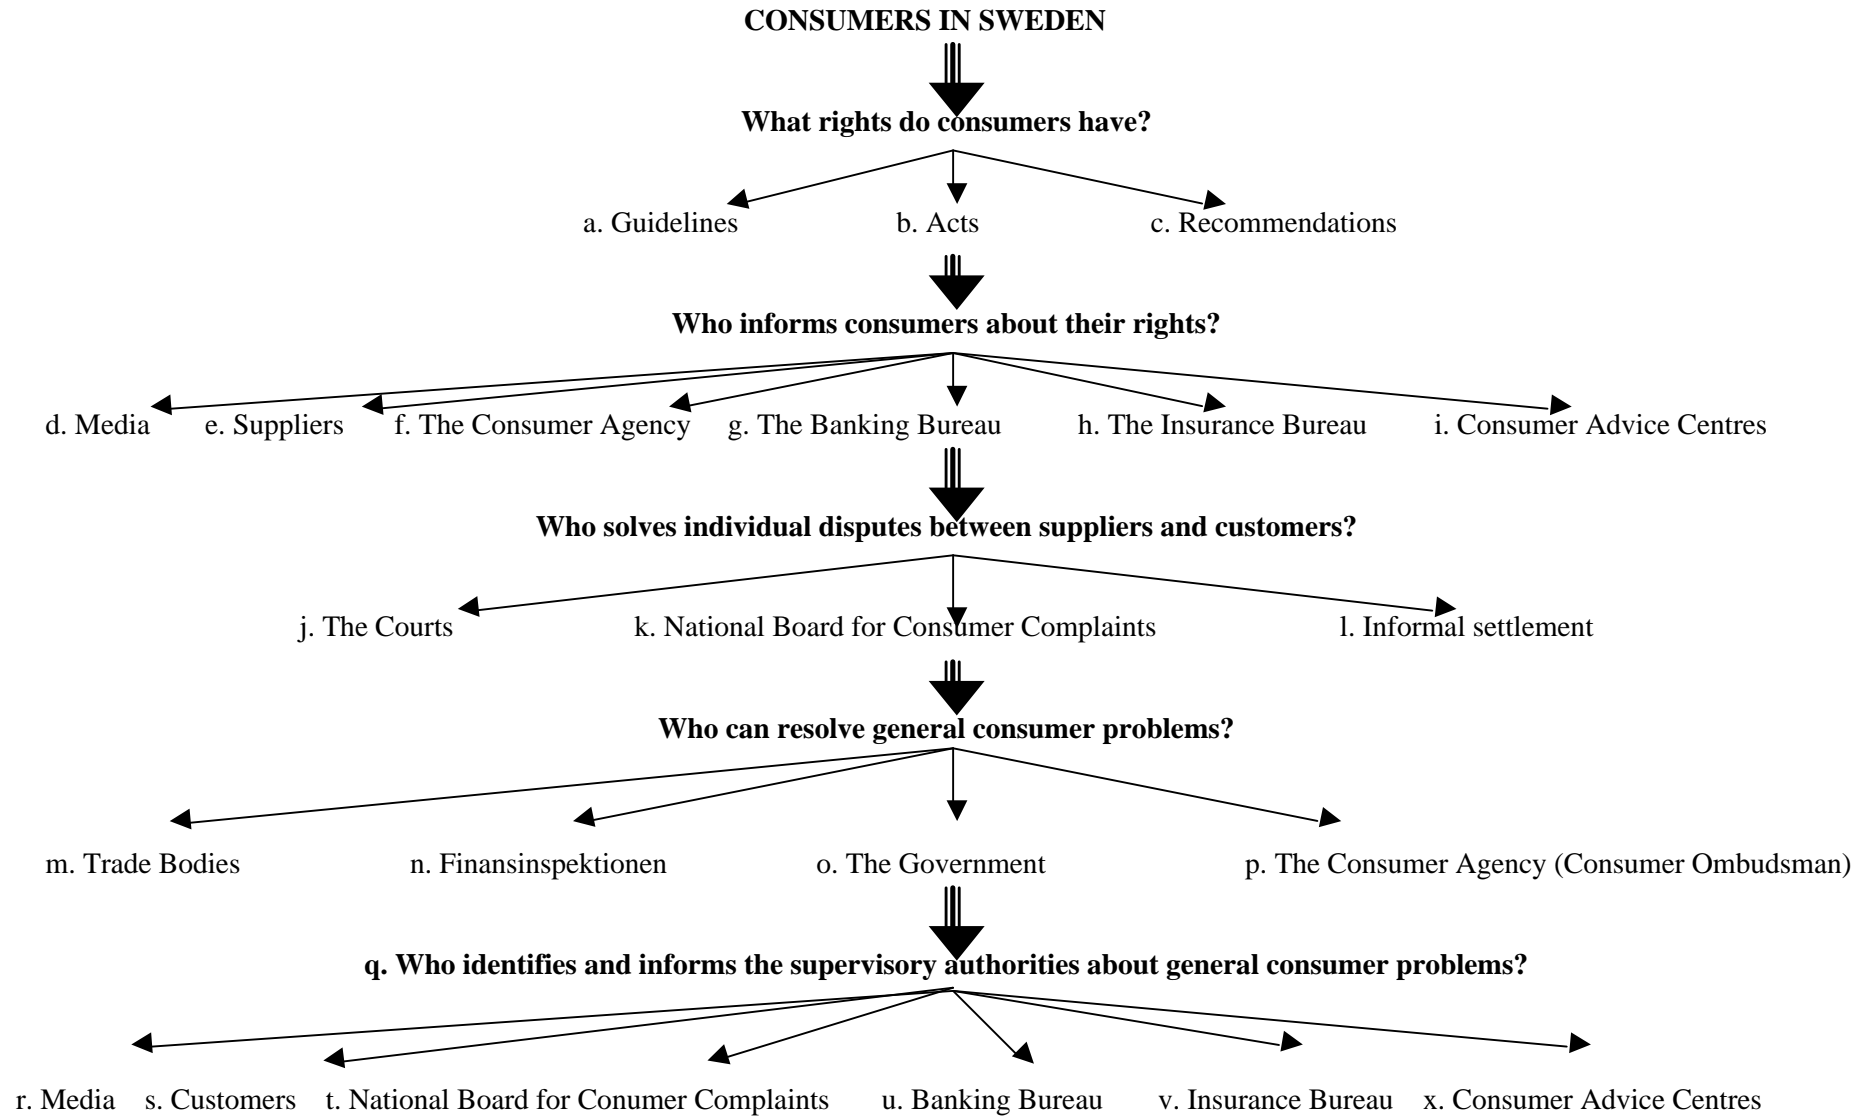 CONSUMERS IN SWEDEN
What rights do consumers have?
a. Guidelines b. Acts c. Recommendations
Who informs consumers about their rights?
d. Media e. Suppliers f. The Consumer Agency g. The Banking Bureau h. The Insurance Bureau i. Consumer Advice Centres
Who solves individual disputes between suppliers and customers?
j. The Courts k. National Board for Consumer Complaints l. Informal settlement
Who can resolve general consumer problems?
m. Trade Bodies n. Finansinspektionen o. The Government p. The Consumer Agency (Consumer Ombudsman)
q. Who identifies and informs the supervisory authorities about general consumer problems?
r. Media s. Customers t. National Board for Conumer Complaints u. Banking Bureau v. Insurance Bureau x. Consumer Advice Centres